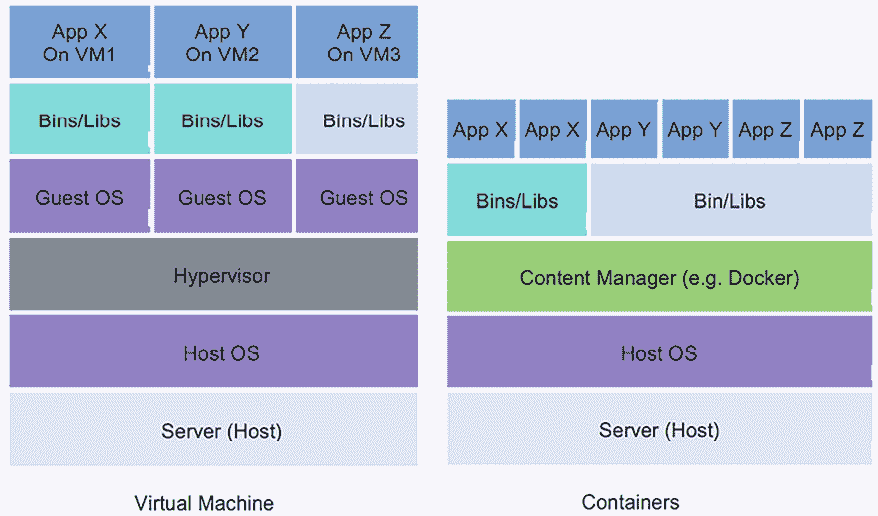 App X
On VM1
App Y
On VM2
App Z
On VM3
Bins/Libs
Bins/Libs
Bins/Libs
Guest OS
Guest OS
Guest OS
Hypervisor
Host OS
Server (Host)
Virtual Machine
App X
App X
App Y
App Y
App Z
App Z
Bins/Libs
Bin/Libs
Content Manager (e.g. Docker)
Host OS
Server (Host)
Containers